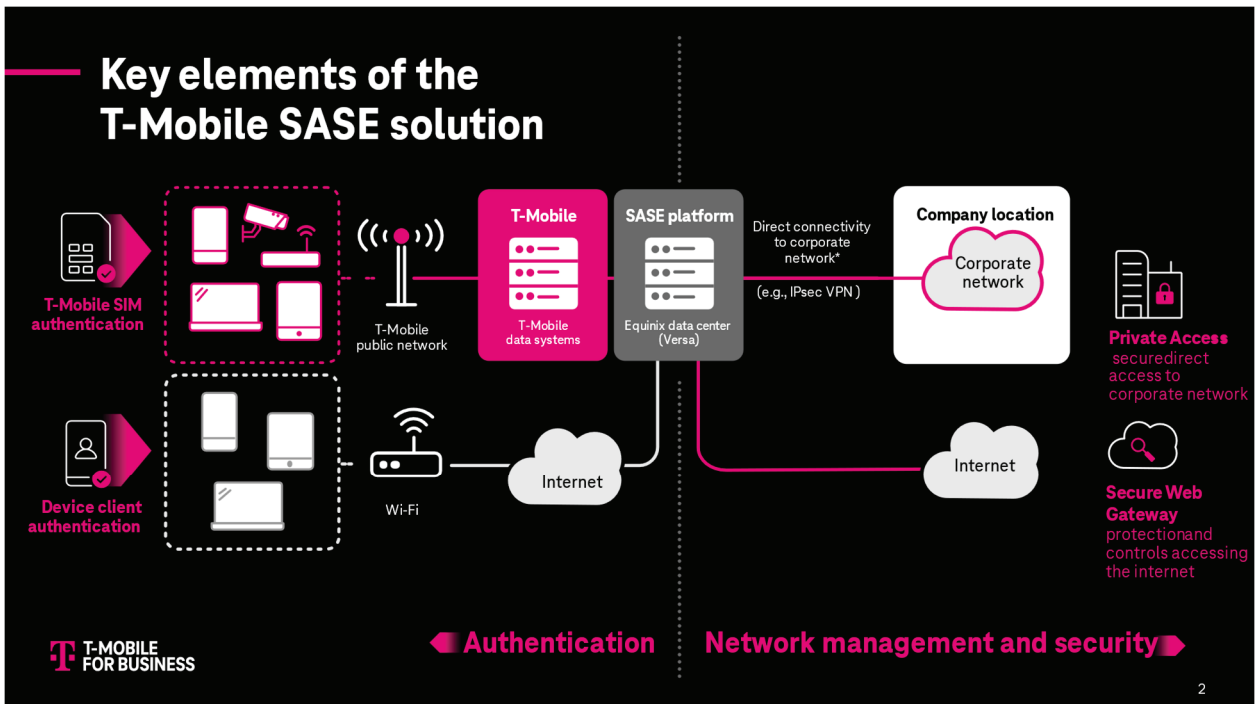 Key elements of the
T-Mobile SASE solution
T-Mobile SIM
authentication
T-Mobile
public network
T-Mobile
T-Mobile
data systems
SASE platform
Equinix data center
(Versa)
Direct connectivity
to corporate
network*
(e.g., IPsec VPN )
Company location
Corporate
network
Private Access
securedirect
access to
corporate network
Device client
authentication
Wi-Fi
Internet
Internet
Secure Web
Gateway
protectionand
controls accessing
the internet
Authentication
Network management and security
T-MOBILE
FOR BUSINESS
2